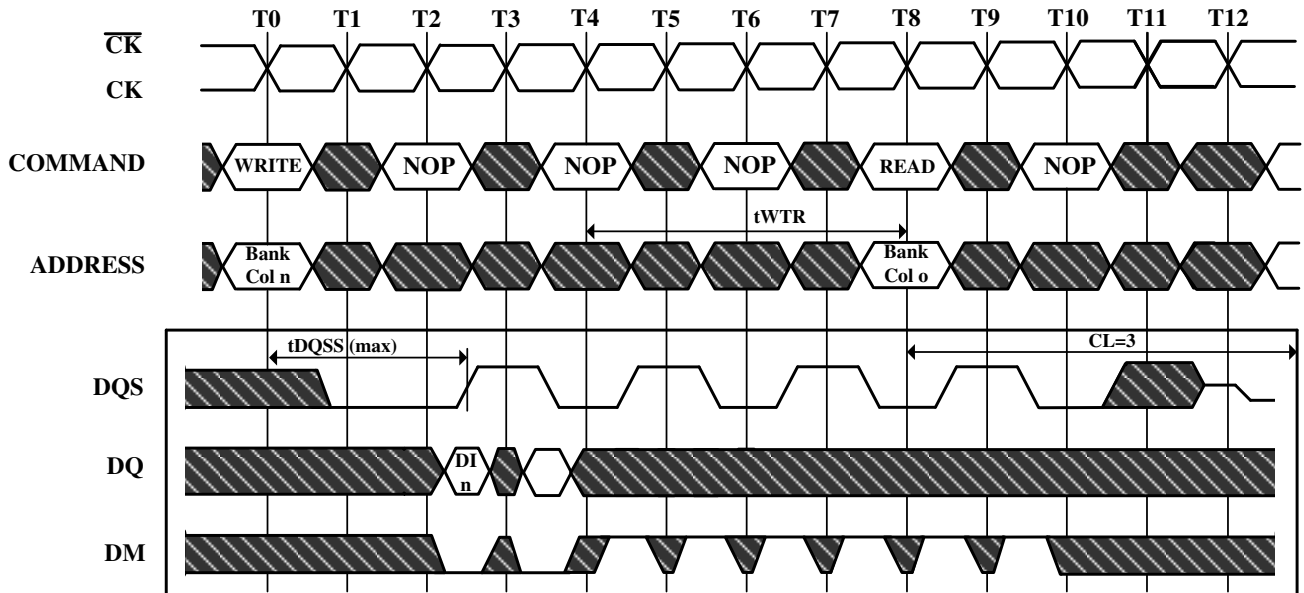 T0 T1 T2 T3 T4 T5 T6 T7 T8 T9 T10 T11 T12
CK
CK
COMMAND WRITE NOP NOP NOP READ NOP
tWTR
ADDRESS Bank Col n Bank Col o
tDQSS (max) CL=3
DQS
DQ DI n
DM